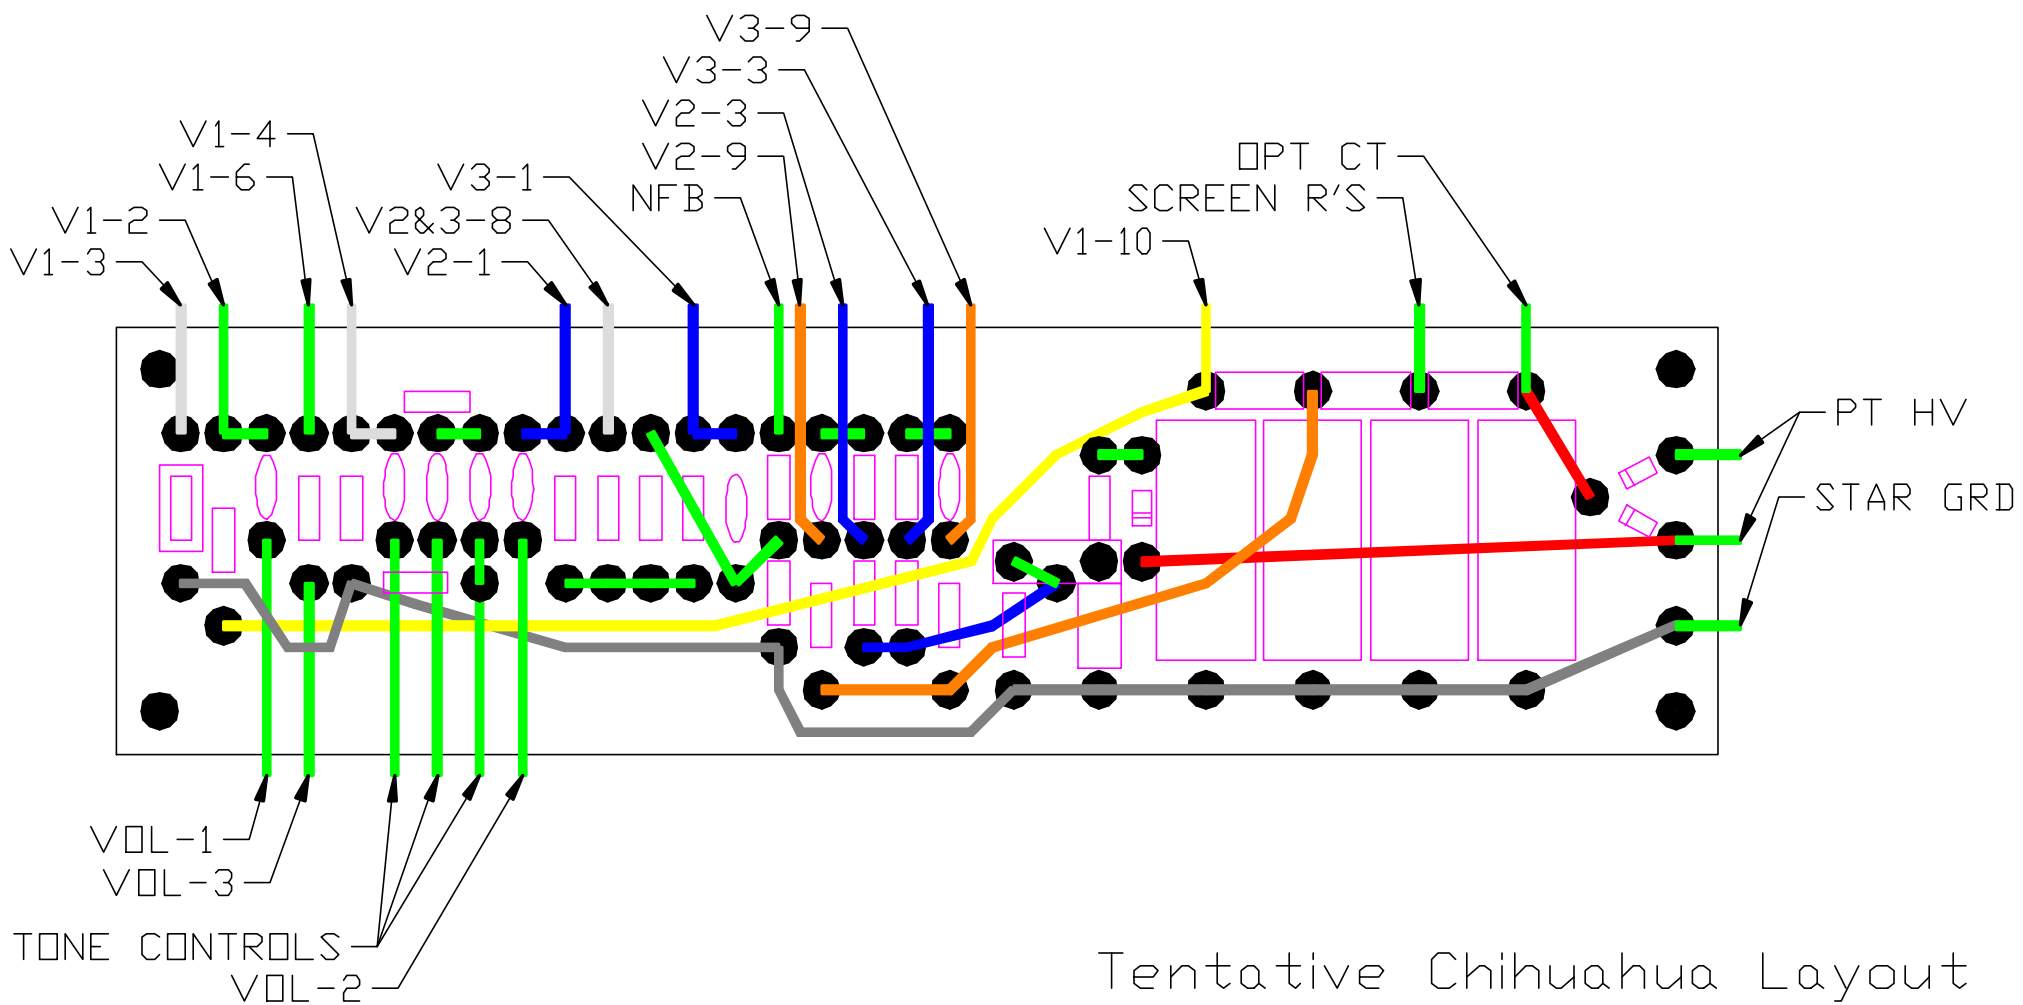 V3-9
V3-3
V2-3
V2-9
NFB
V1-4
V1-6
V1-2
V1-3
V3-1
V2&3-8
V2-1
OPT CT
SCREEN R'S
V1-10
PT HV
STAR GRD
VOL-1
VOL-3
TONE CONTROLS
VOL-2
Tentative Chihuahua Layout